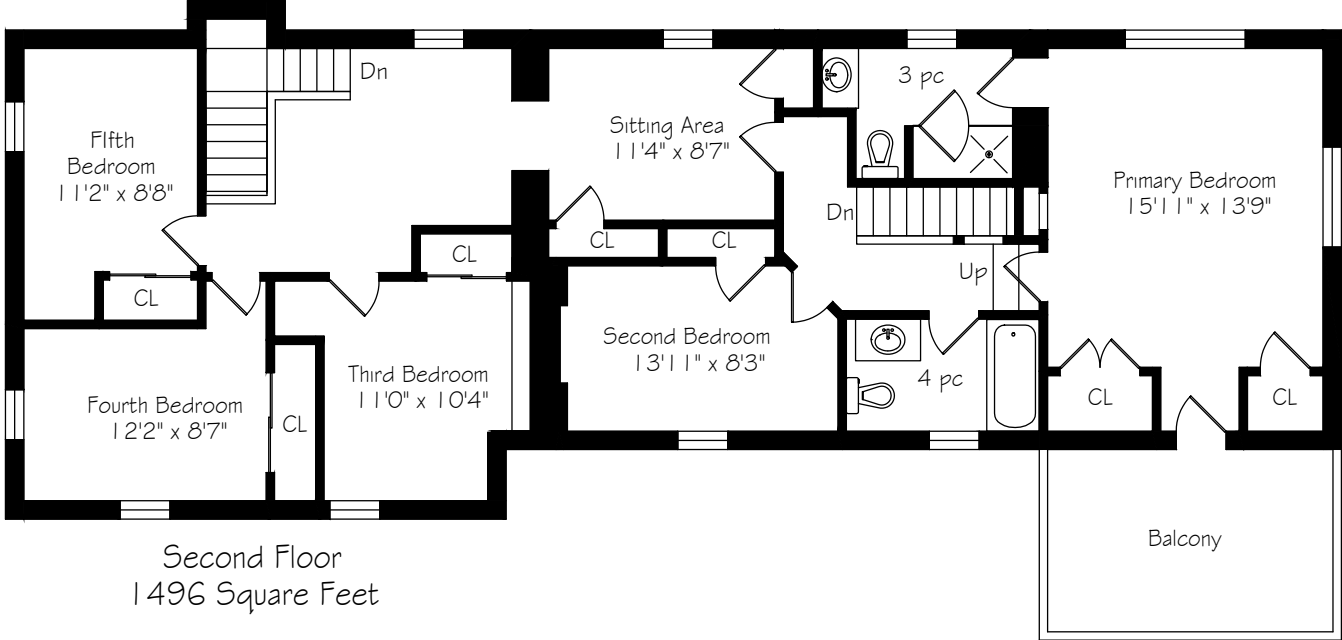 Dn
3 pc
FIfth
Bedroom
11'2" x 8'8"
Sitting Area
11'4" x 8'7"
Primary Bedroom
15'11" x 13'9"
Dn
CL
CL
CL
Up
CL
Second Bedroom
13'11" x 8'3"
4 pc
Third Bedroom
11'0" x 10'4"
Fourth Bedroom
12'2" x 8'7"
CL
CL
CL
Balcony
Second Floor
1496 Square Feet